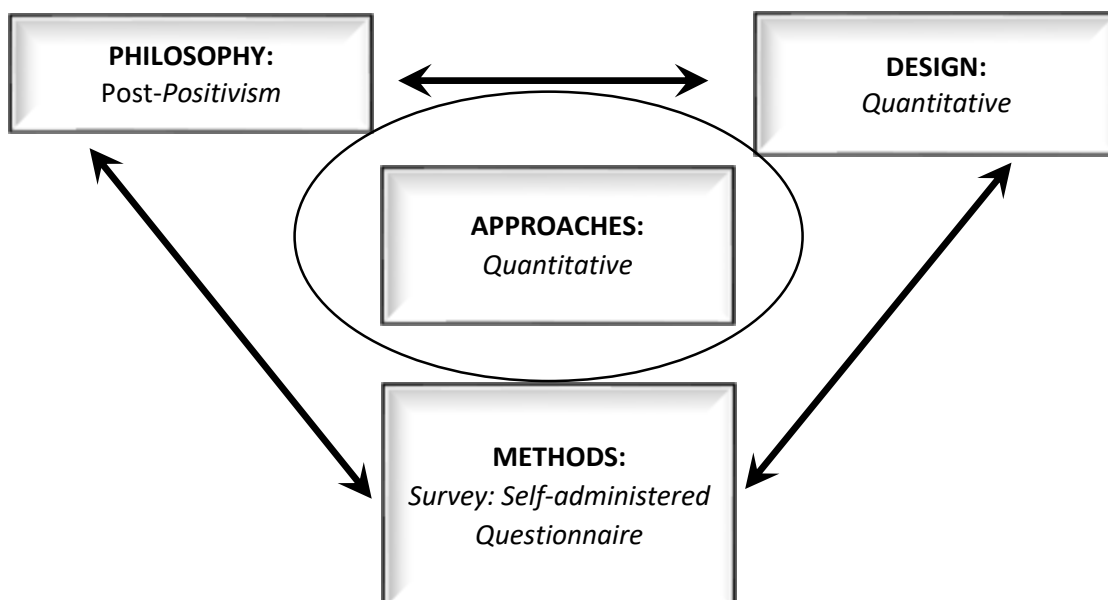 PHILOSOPHY:
Post-Positivism
DESIGN:
Quantitative
APPROACHES:
Quantitative
METHODS:
Survey: Self-administered
Questionnaire